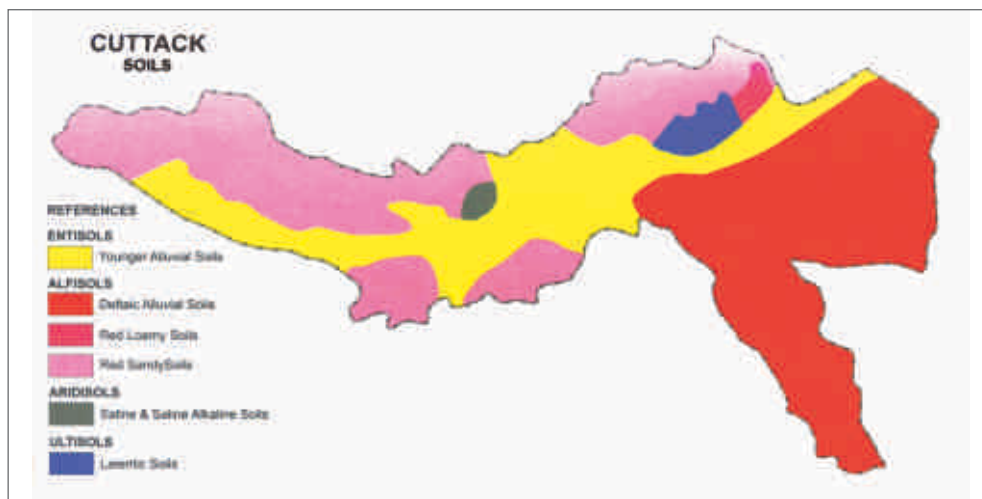 CUTTACK
SOILS
REFERENCES
ENTISOLS
Younger Alluvial Soils
ALFISOLS
Deltaic Alluvial Soils
Red Loamy Soils
Red SandySoils
ARIDISOLS
Saline & Saline Alkaline Soils
ULTISOLS
Soils